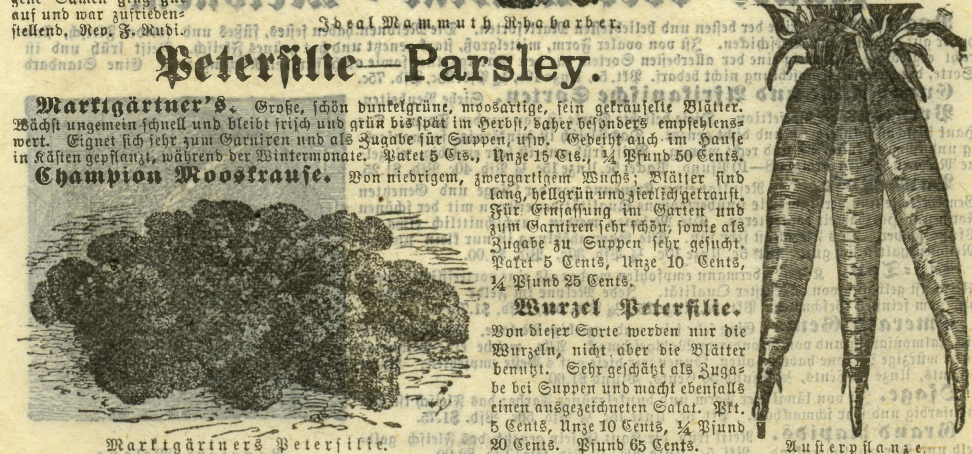 auf und war zufrieden=
stellend, Rev. F. Rudi.
Ideal Mammuth Rhabarber.
Petersilie — Parsley.
Marktgärtner's. Große, schön dunkelgrüne, moosartige, fein gekräuselte Blätter.
Wächst ungemein schnell und bleibt frisch und grün bis spät im Herbst, daher besonders empfehlens=
wert. Eignet sich sehr zum Garniren und als Zugabe für Suppen, usw. Gedeiht auch im Hause
in Kästen gepflanzt, während der Wintermonate. Paket 5 Cts., Unze 15 Cts., ¼ Pfund 50 Cents.
Champion Mooskrause. Von niedrigem, zwergartigem Wuchs; Blätter sind
lang, hellgrün und zierlich gekraust.
Für Einfassung im Garten und
zum Garniren sehr schön, sowie als
Zugabe zu Suppen sehr gesucht.
Paket 5 Cents, Unze 10 Cents,
¼ Pfund 25 Cents.
Wurzel Petersilie.
Von dieser Sorte werden nur die
Wurzeln, nicht aber die Blätter
benutzt. Sehr geschätzt als Zuga=
be bei Suppen und macht ebenfalls
einen ausgezeichneten Salat. Pkt.
5 Cents, Unze 10 Cents, ¼ Pfund
20 Cents. Pfund 65 Cents.
Marktgärtners Petersilie.
Austerpflanze.